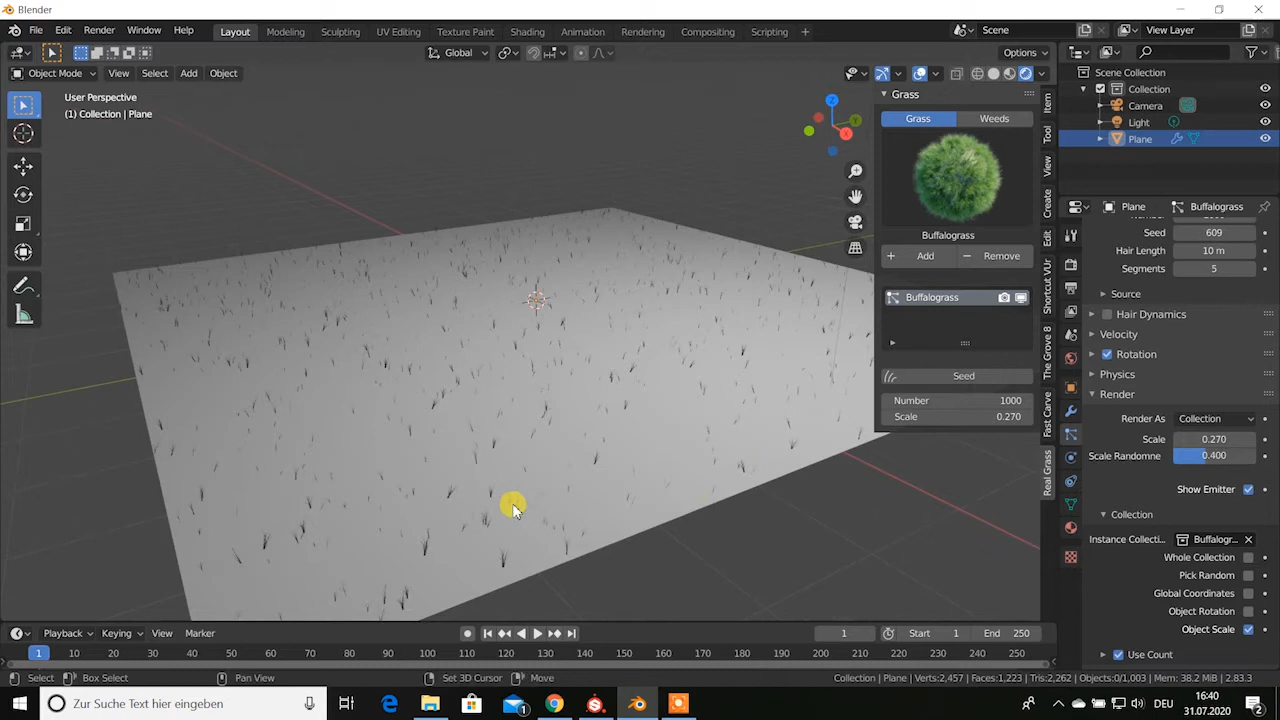 Blender
File Edit Render Window Help
Layout Modeling Sculpting UV Editing Texture Paint Shading Animation Rendering Compositing Scripting +
Scene
View Layer
Global
Options
Object Mode View Select Add Object
User Perspective
(1) Collection | Plane
Z
Y
X
Grass
Grass Weeds
Buffalograss
+ Add − Remove
Buffalograss
Seed
Number 1000
Scale 0.270
Item
Tool
View
Create
Edit
Shortcut VUr
The Grove 8
Fast Carve
Real Grass
Scene Collection
Collection
Camera
Light
Plane
Plane Buffalograss
Seed 609
Hair Length 10 m
Segments 5
Source
Hair Dynamics
Velocity
Rotation
Physics
Render
Render As Collection
Scale 0.270
Scale Randomne 0.400
Show Emitter
Collection
Instance Collecti... Buffalogr...
Whole Collection
Pick Random
Global Coordinates
Object Rotation
Object Scale
Use Count
Playback Keying View Marker
1
Start 1
End 250
1 10 20 30 40 50 60 70 80 90 100 110 120 130 140 150 160 170 180 190 200 210 220 230 240 250
Select Box Select Pan View Set 3D Cursor Move
Collection | Plane | Verts:2,457 | Faces:1,223 | Tris:2,262 | Objects:0/1,003 | Mem: 38.2 MiB | 2.83.3
Zur Suche Text hier eingeben
1
DEU
16:40
31.07.2020
2